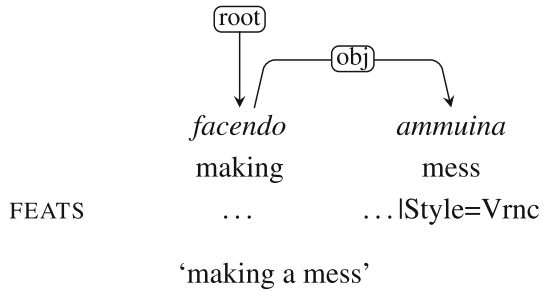 root
obj
facendo ammuina
making mess
FEATS ... ...|Style=Vrnc
‘making a mess’